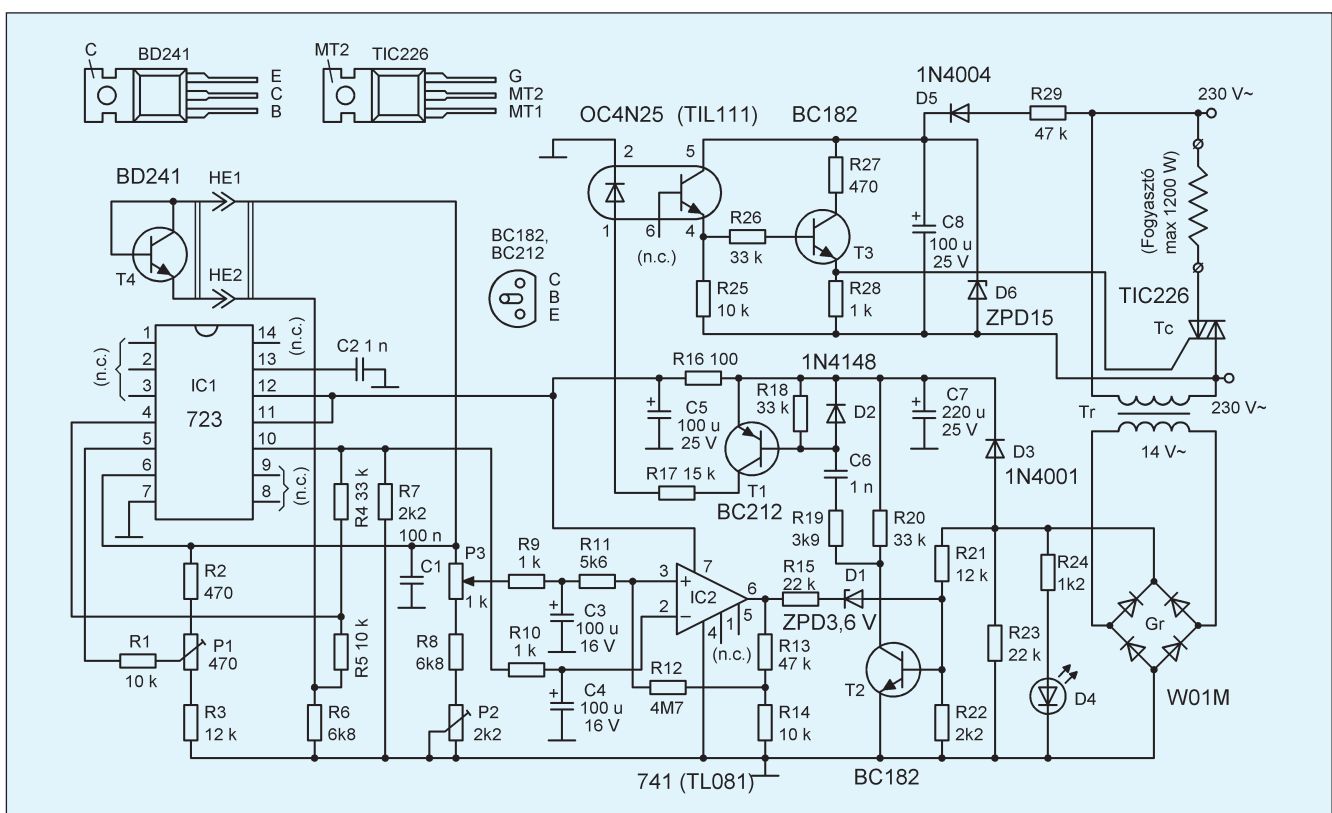 C
BD241
E
C
B
MT2
TIC226
G
MT2
MT1
1N4004
D5
R29
47 k
230 V~
OC4N25 (TIL111)
BC182
2
5
R27
470
1
6
4
(n.c.)
R26
33 k
T3
C8
100 u
25 V
(Fogyasztó
max 1200 W)
R25
10 k
R28
1 k
D6
ZPD15
TIC226
Tc
BD241
HE1
T4
HE2
BC182,
BC212
C
B
E
1
2
3
4
5
6
7
14
13
12
11
10
9
8
(n.c.)
(n.c.)
(n.c.)
IC1
723
C2 1 n
R16 100
1N4148
C5
100 u
25 V
R18
33 k
D2
C7
220 u
25 V
D3
1N4001
Tr
230 V~
14 V~
R17 15 k
T1
BC212
C6
1 n
R4 33 k
R7
2k2
100 n
C1
R19
3k9
R20
33 k
R2
470
P3
1 k
R9
1 k
R11
5k6
3
2
7
6
4
1
5
+
−
IC2
(n.c.)
R15
22 k
D1
ZPD3,6 V
R21
12 k
R24
1k2
R1
10 k
P1
470
R5 10 k
R8
6k8
R10
1 k
C3
100 u
16 V
R13
47 k
T2
R23
22 k
Gr
R3
12 k
R6
6k8
P2
2k2
C4
100 u
16 V
R12
4M7
R14
10 k
R22
2k2
D4
W01M
741 (TL081)
BC182